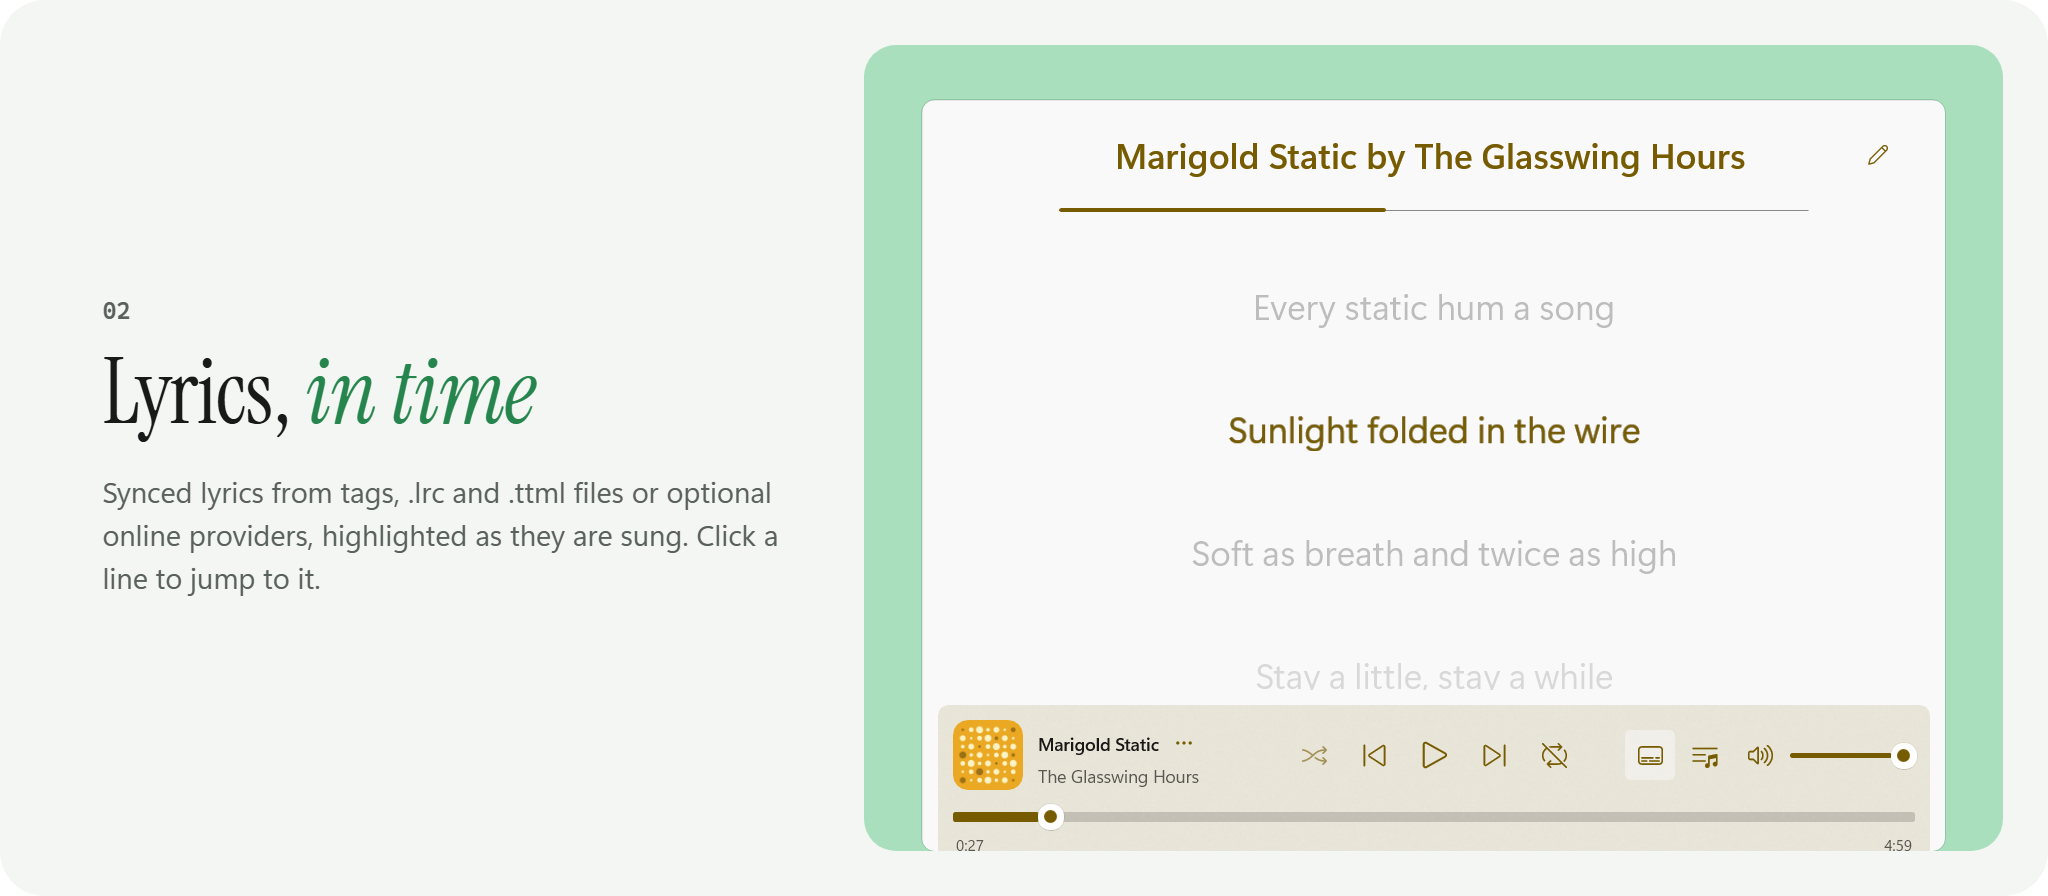 02
Lyrics, in time
Synced lyrics from tags, .lrc and .ttml files or optional
online providers, highlighted as they are sung. Click a
line to jump to it.
Marigold Static by The Glasswing Hours
Every static hum a song
Sunlight folded in the wire
Soft as breath and twice as high
Stay a little, stay a while
Marigold Static
The Glasswing Hours
0:27
4:59